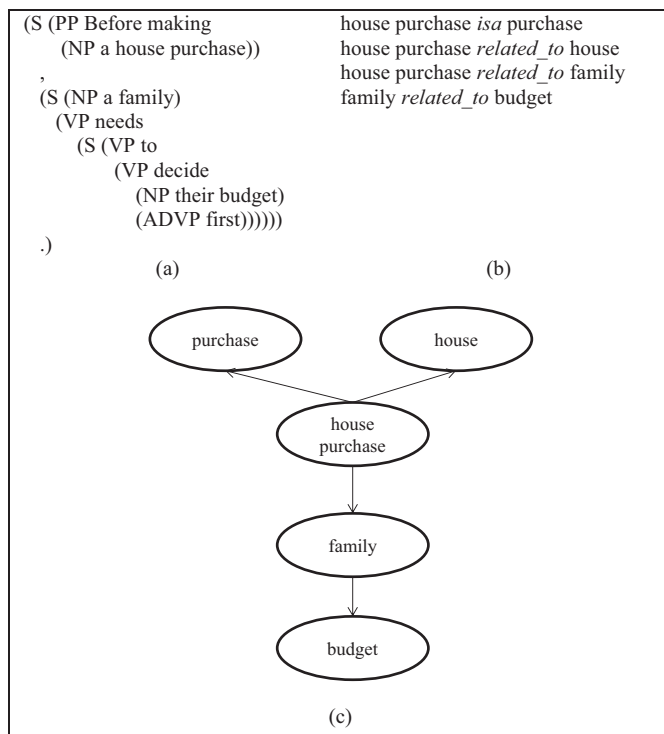 (S (PP Before making
(NP a house purchase))
,
(S (NP a family)
(VP needs
(S (VP to
(VP decide
(NP their budget)
(ADVP first))))))
.)
(a)
house purchase isa purchase
house purchase related_to house
house purchase related_to family
family related_to budget
(b)
purchase
house
house
purchase
family
budget
(c)